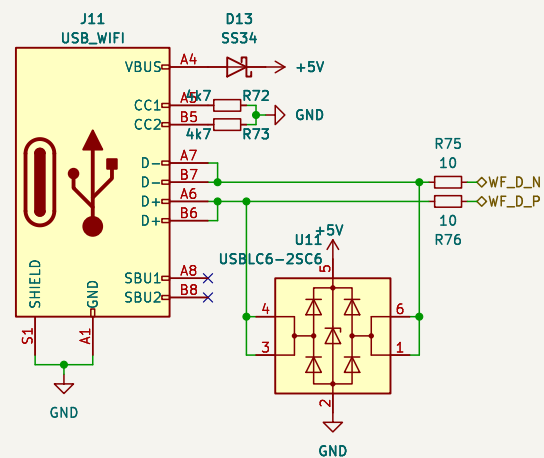 J11
USB_WIFI
D13
SS34
VBUS
A4
+5V
CC1
A5
4k7
R72
CC2
B5
4k7
R73
GND
D-
A7
D-
B7
D+
A6
D+
B6
R75
10
WF_D_N
WF_D_P
10
R76
SBU1
A8
SBU2
B8
SHIELD
GND
S1
A1
GND
+5V
U11
USBLC6-2SC6
5
4
6
3
1
2
GND